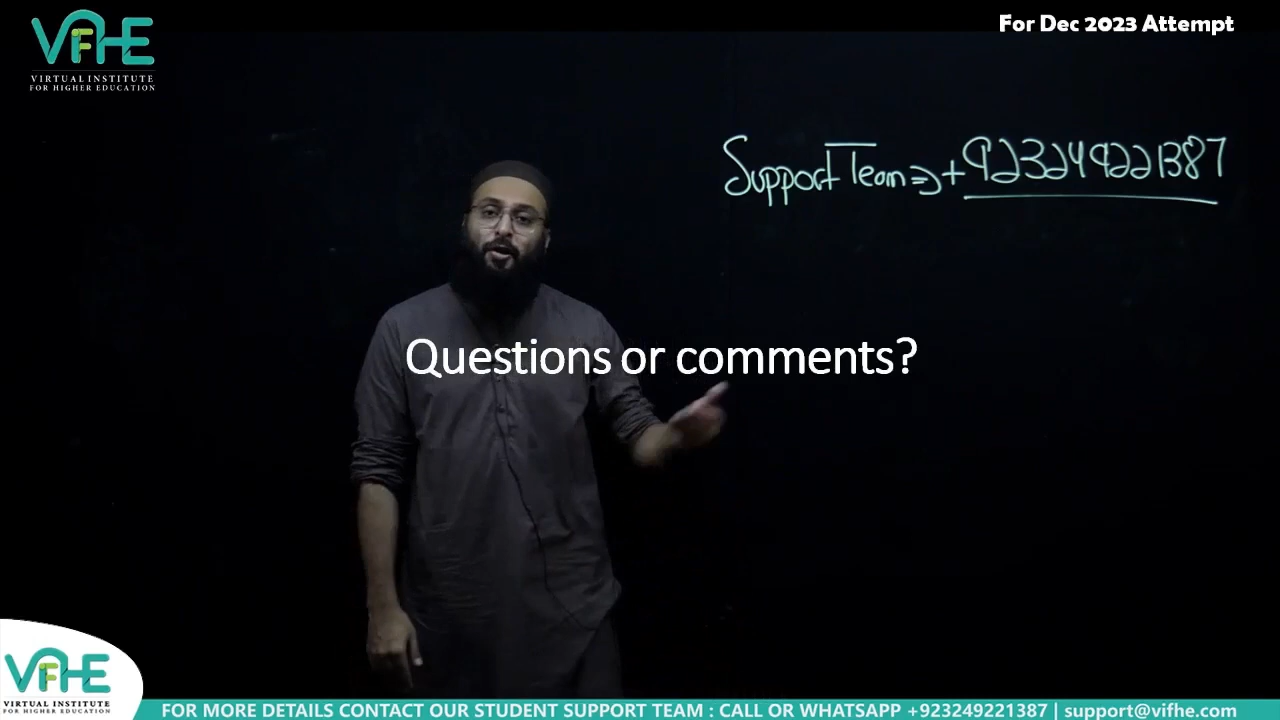 VIFHE
VIRTUAL INSTITUTE
FOR HIGHER EDUCATION
For Dec 2023 Attempt
Support Team => +923249221387
Questions or comments?
VIFHE
VIRTUAL INSTITUTE
FOR HIGHER EDUCATION
FOR MORE DETAILS CONTACT OUR STUDENT SUPPORT TEAM : CALL OR WHATSAPP +923249221387 | support@vifhe.com